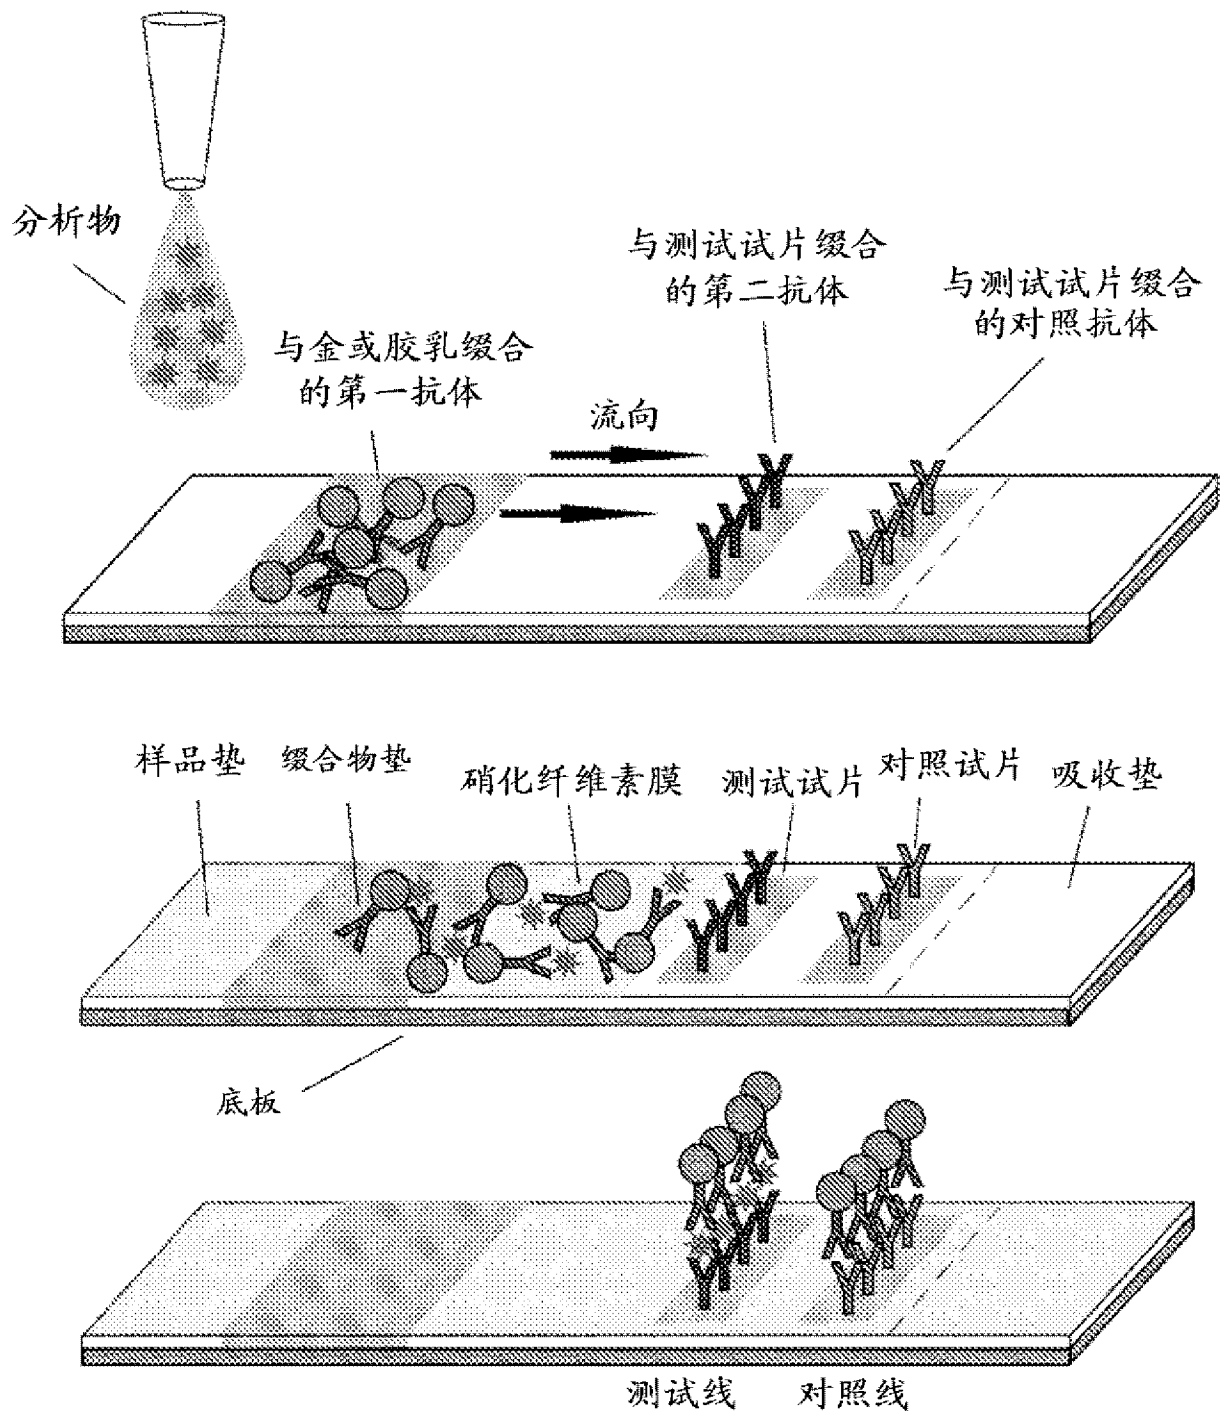 分析物
与测试试片缀合
的第二抗体
与测试试片缀合
的对照抗体
与金或胶乳缀合
的第一抗体
流向
样品垫
缀合物垫
硝化纤维素膜
测试试片
对照试片
吸收垫
底板
测试线
对照线